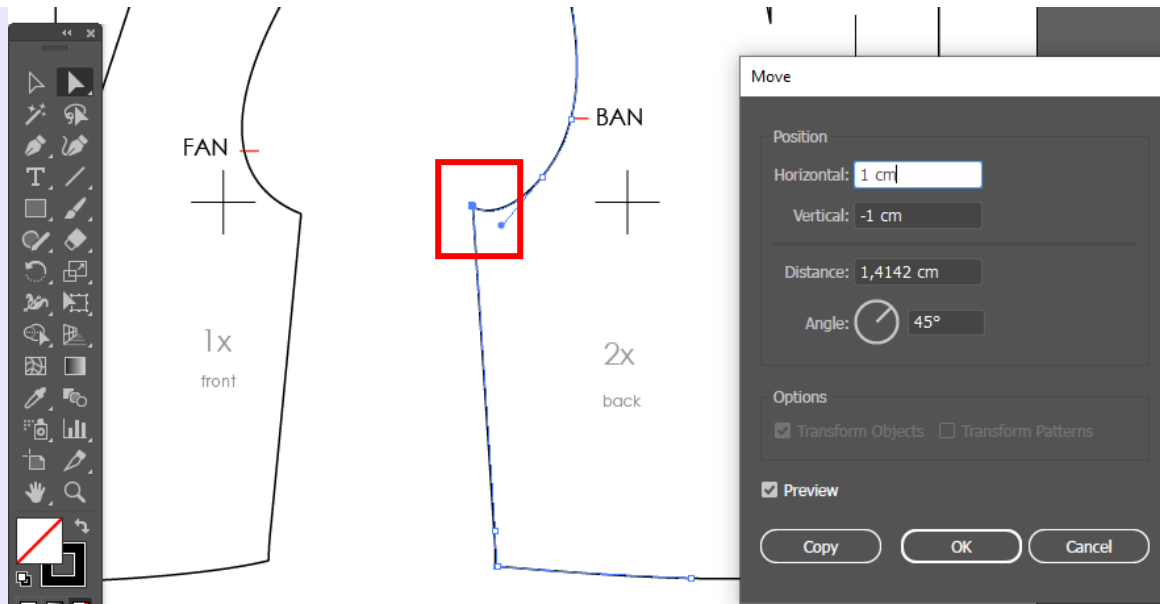 Move
BAN
Position
FAN
Horizontal: 1 cm
Vertical: -1 cm
Distance: 1,4142 cm
Angle: 45°
1x
front
2x
back
Options
Transform Objects Transform Patterns
Preview
Copy OK Cancel